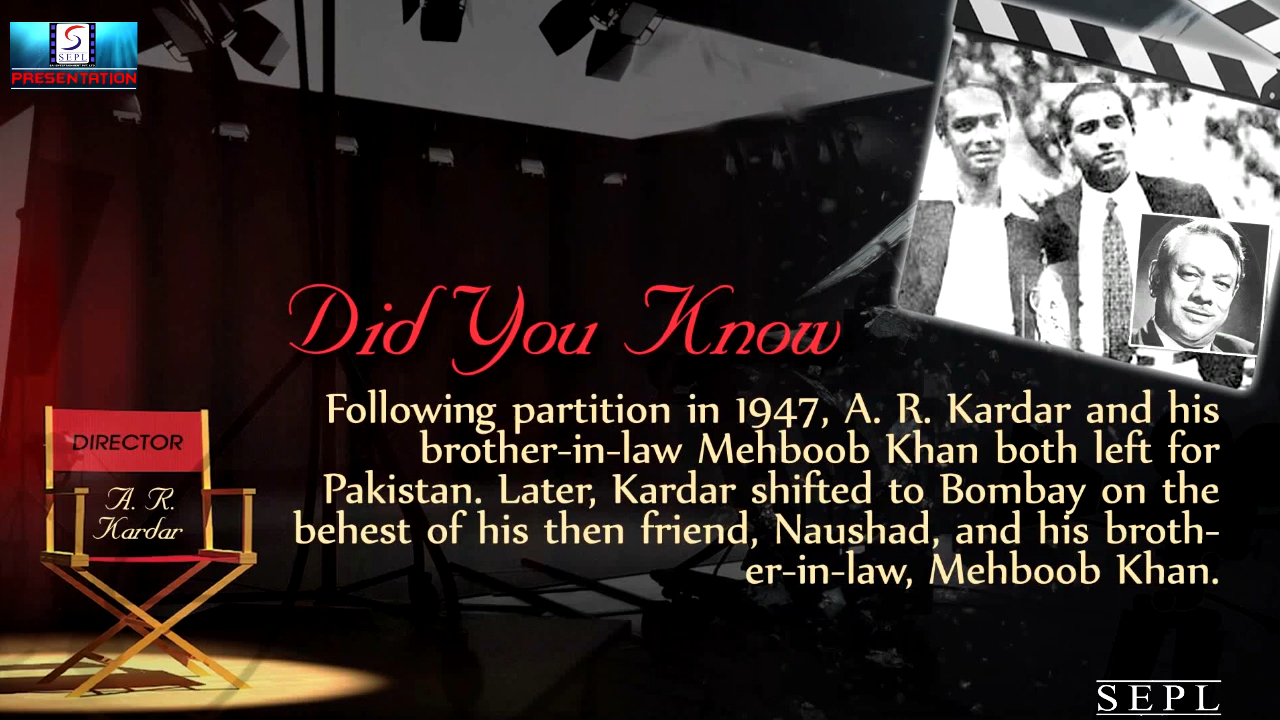 SEPL
PRESENTATION
Did You Know
Following partition in 1947, A. R. Kardar and his
brother-in-law Mehboob Khan both left for
Pakistan. Later, Kardar shifted to Bombay on the
behest of his then friend, Naushad, and his broth-
er-in-law, Mehboob Khan.
DIRECTOR
A. R.
Kardar
SEPL